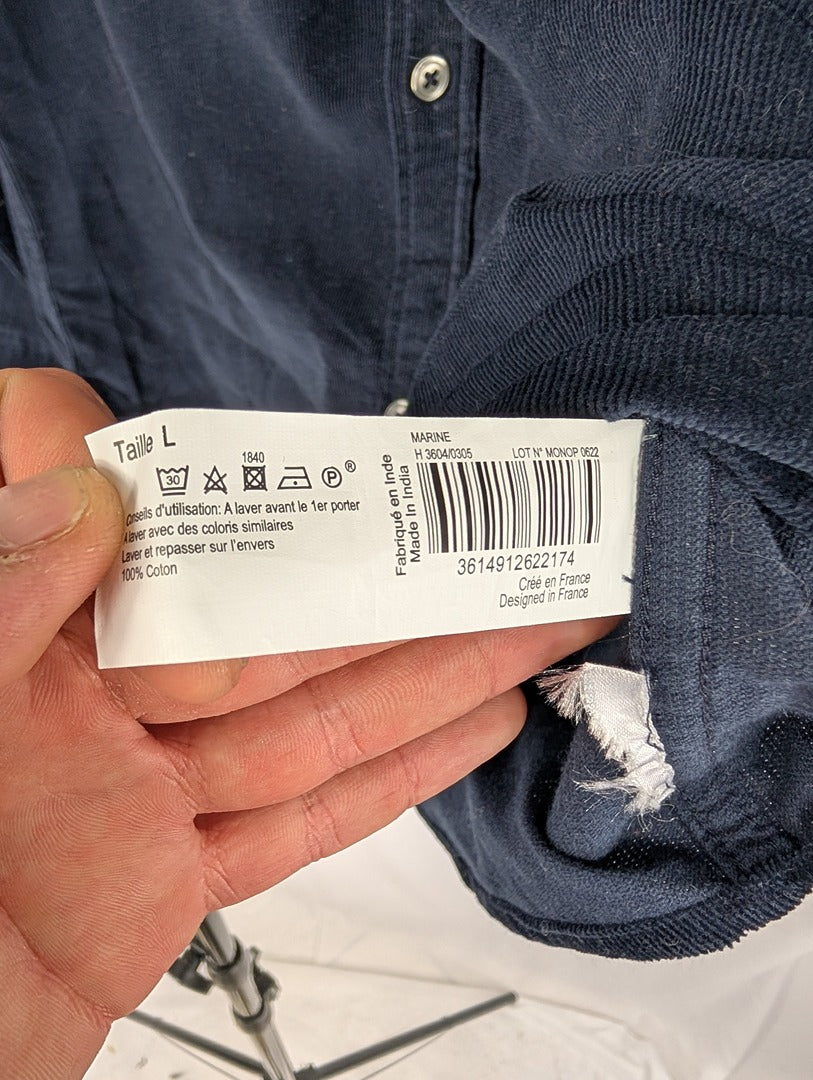 Taille L
1840
30
P ®
Conseils d'utilisation: A laver avant le 1er porter
A laver avec des coloris similaires
Laver et repasser sur l'envers
100% Coton
Fabriqué en Inde
Made In India
MARINE
H 3604/0305 LOT N° MONOP 0622
3614912622174
Créé en France
Designed in France